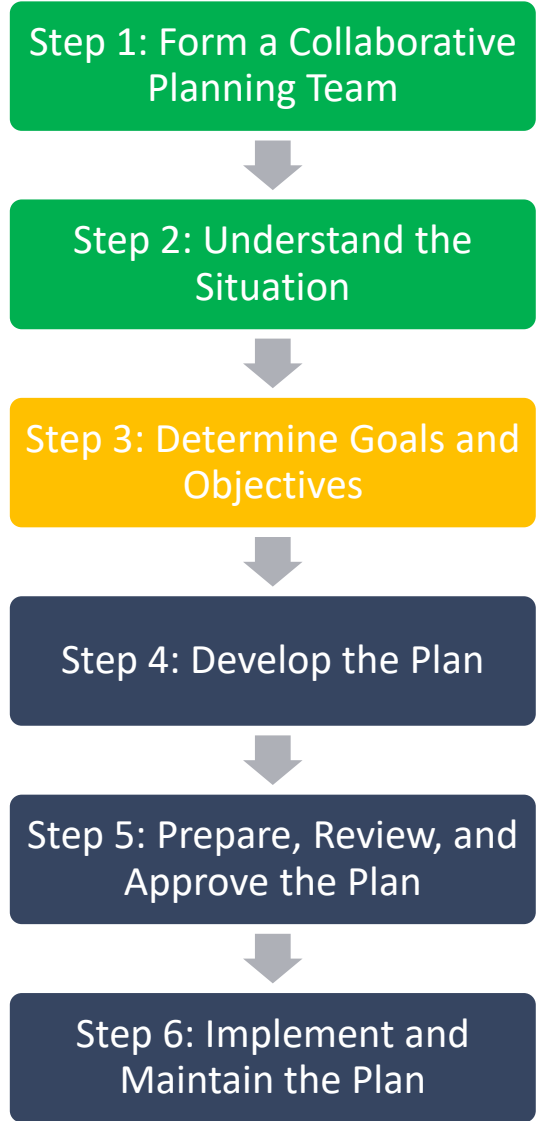 Step 1: Form a Collaborative
Planning Team
Step 2: Understand the
Situation
Step 3: Determine Goals and
Objectives
Step 4: Develop the Plan
Step 5: Prepare, Review, and
Approve the Plan
Step 6: Implement and
Maintain the Plan